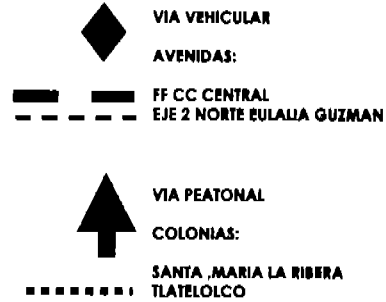 VIA VEHICULAR
AVENIDAS:
FF CC CENTRAL
EJE 2 NORTE EULALIA GUZMAN
VIA PEATONAL
COLONIAS:
SANTA ,MARIA LA RIBERA
TLATELOLCO